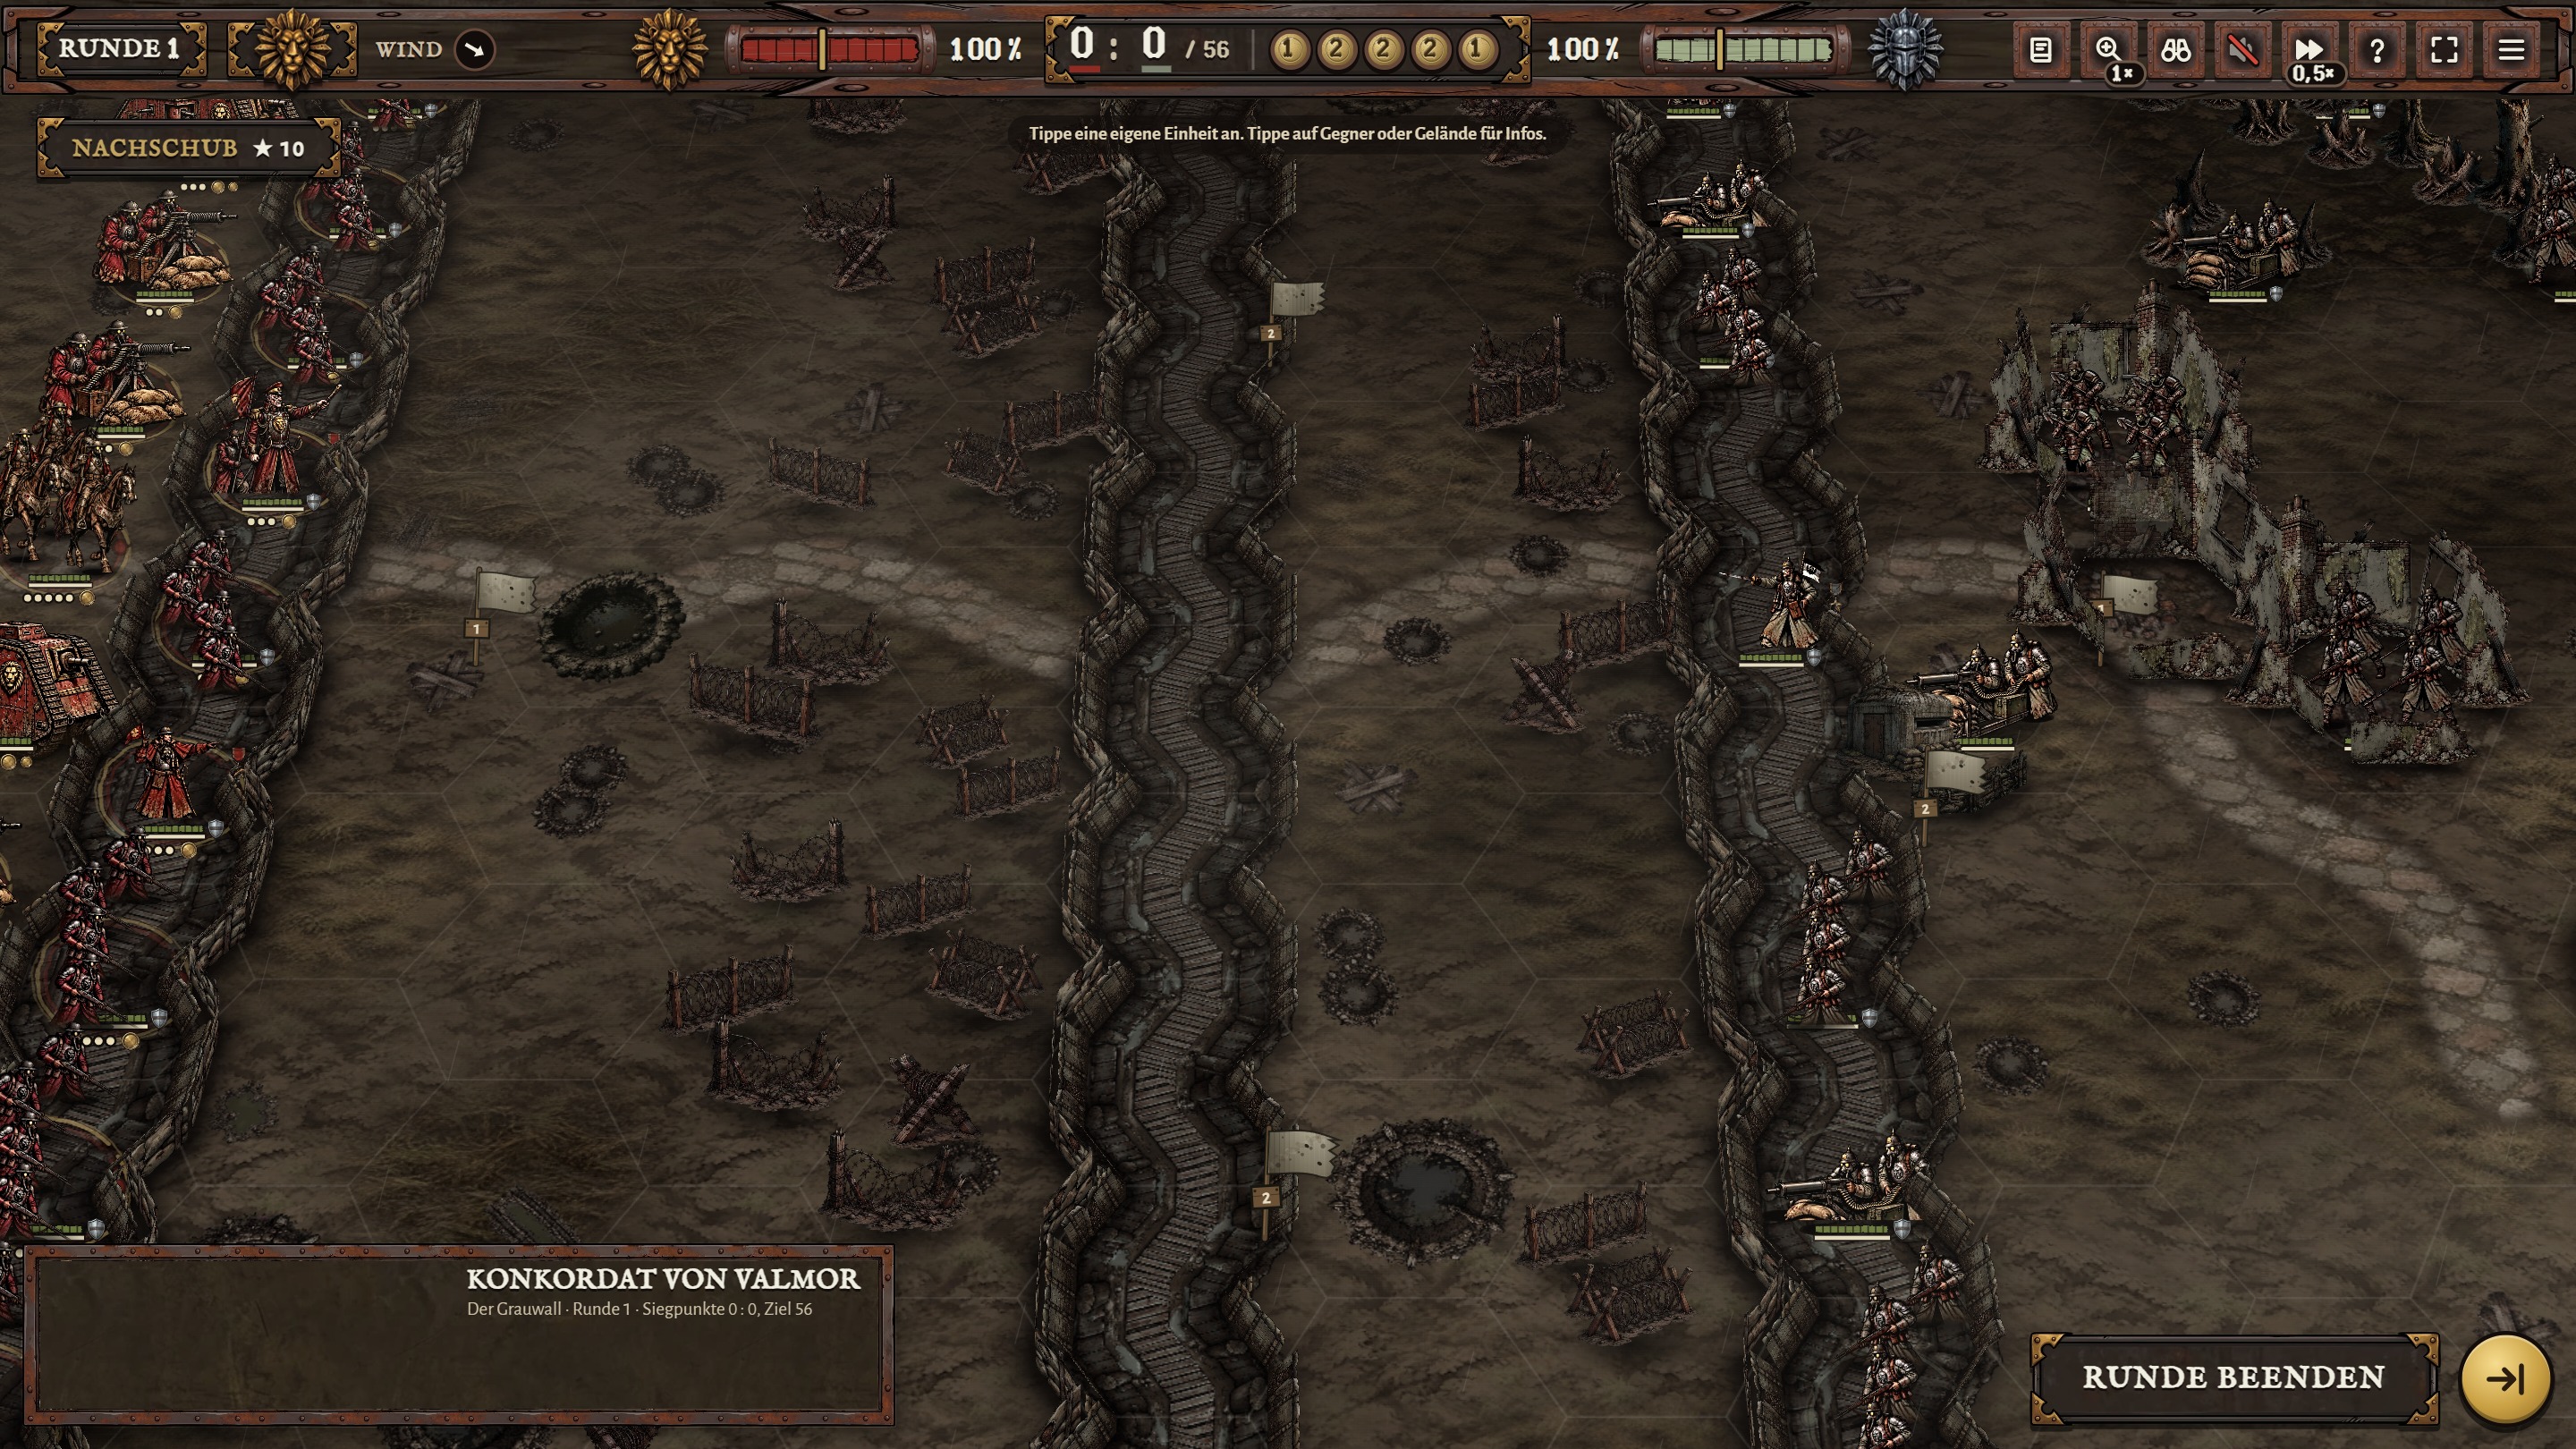 RUNDE 1
WIND
100 %
0 : 0 / 56
1 2 2 2 1
100 %
1×
0,5×
?
NACHSCHUB ★ 10
Tippe eine eigene Einheit an. Tippe auf Gegner oder Gelände für Infos.
2
1
1
2
2
KONKORDAT VON VALMOR
Der Grauwall · Runde 1 · Siegpunkte 0 : 0, Ziel 56
RUNDE BEENDEN